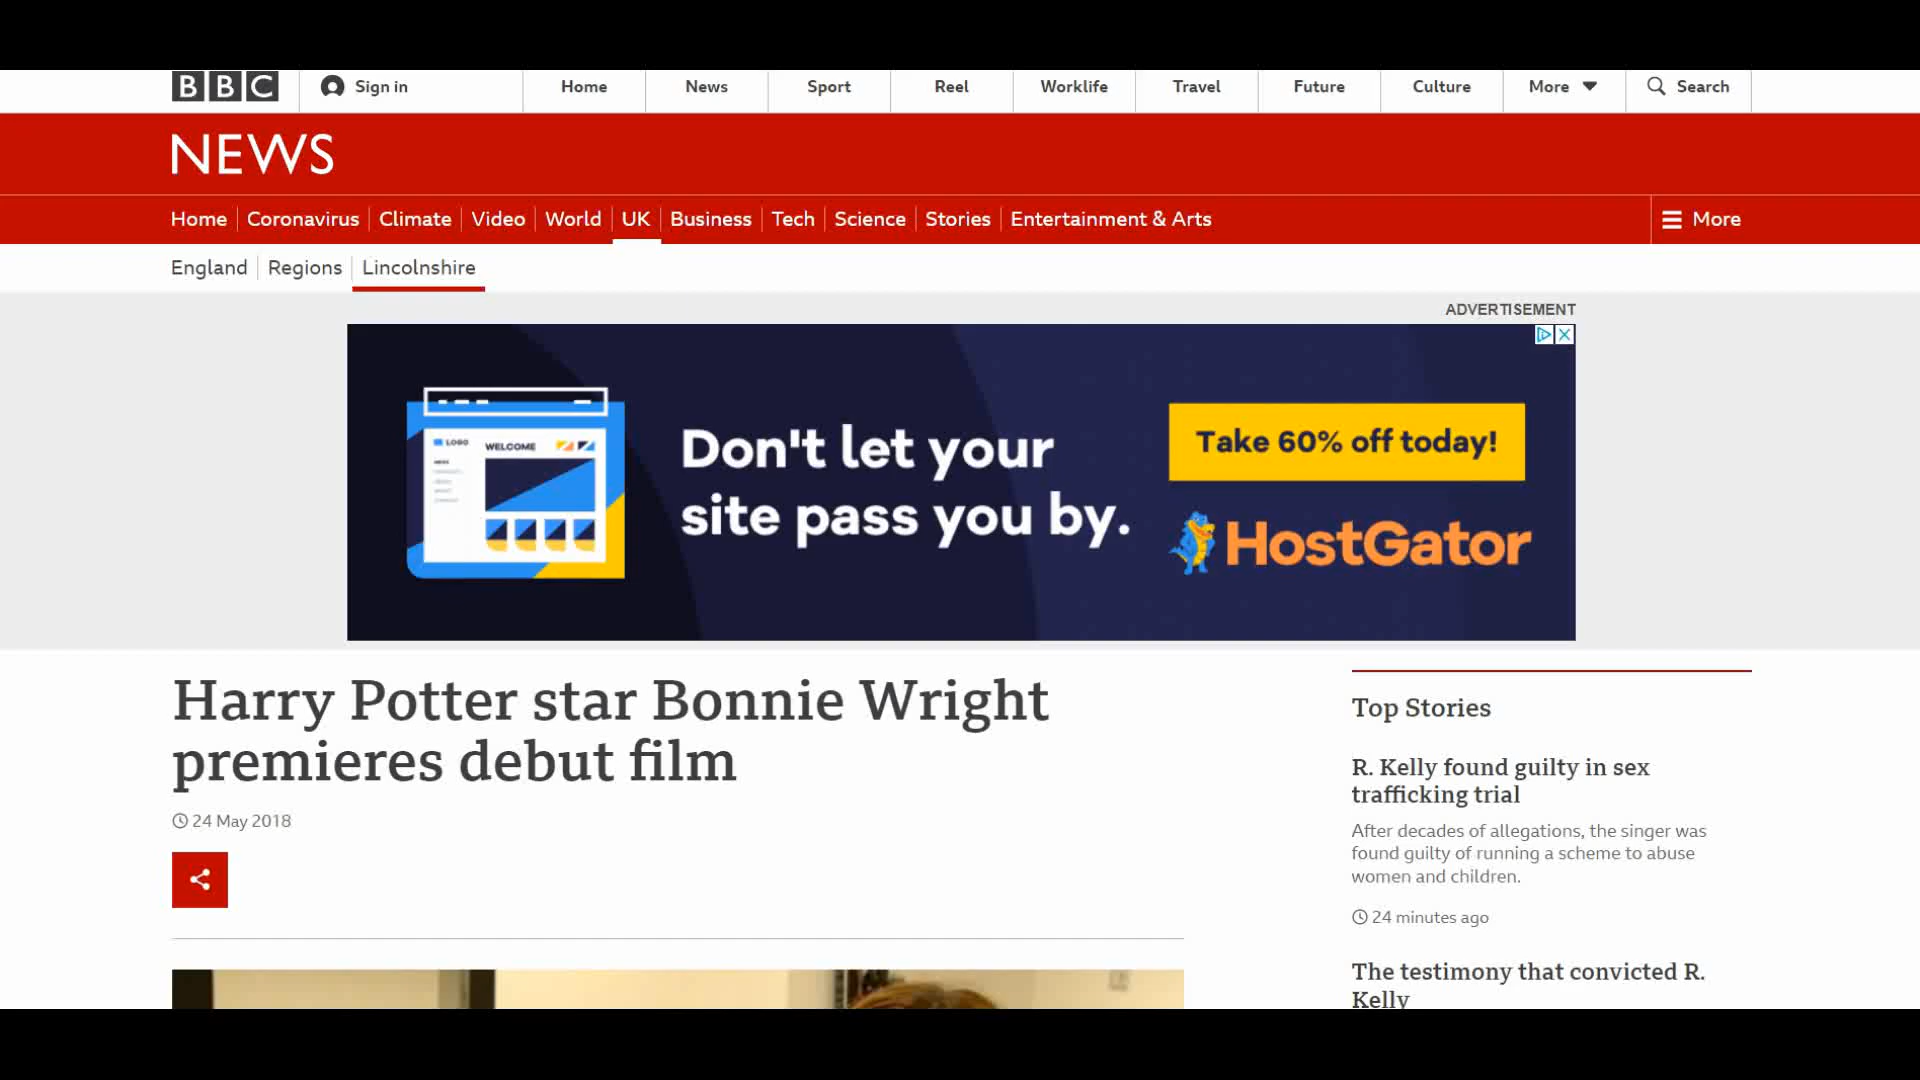 BBC
Sign in
Home
News
Sport
Reel
Worklife
Travel
Future
Culture
More
Search
NEWS
Home
Coronavirus
Climate
Video
World
UK
Business
Tech
Science
Stories
Entertainment & Arts
More
England
Regions
Lincolnshire
ADVERTISEMENT
LOGO
WELCOME
Don't let your
site pass you by.
Take 60% off today!
HostGator
Harry Potter star Bonnie Wright
premieres debut film
24 May 2018
Top Stories
R. Kelly found guilty in sex
trafficking trial
After decades of allegations, the singer was
found guilty of running a scheme to abuse
women and children.
24 minutes ago
The testimony that convicted R.
Kelly